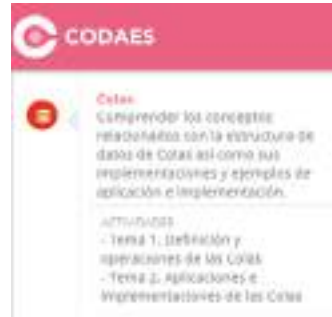 CODAES
Colas
Comprender los conceptos
relacionados con la estructura de
datos de Colas así como sus
implementaciones y ejemplos de
aplicación e implementación.
ACTIVIDADES
- Tema 1. Definición y
operaciones de las Colas
- Tema 2. Aplicaciones e
Implementaciones de las Colas